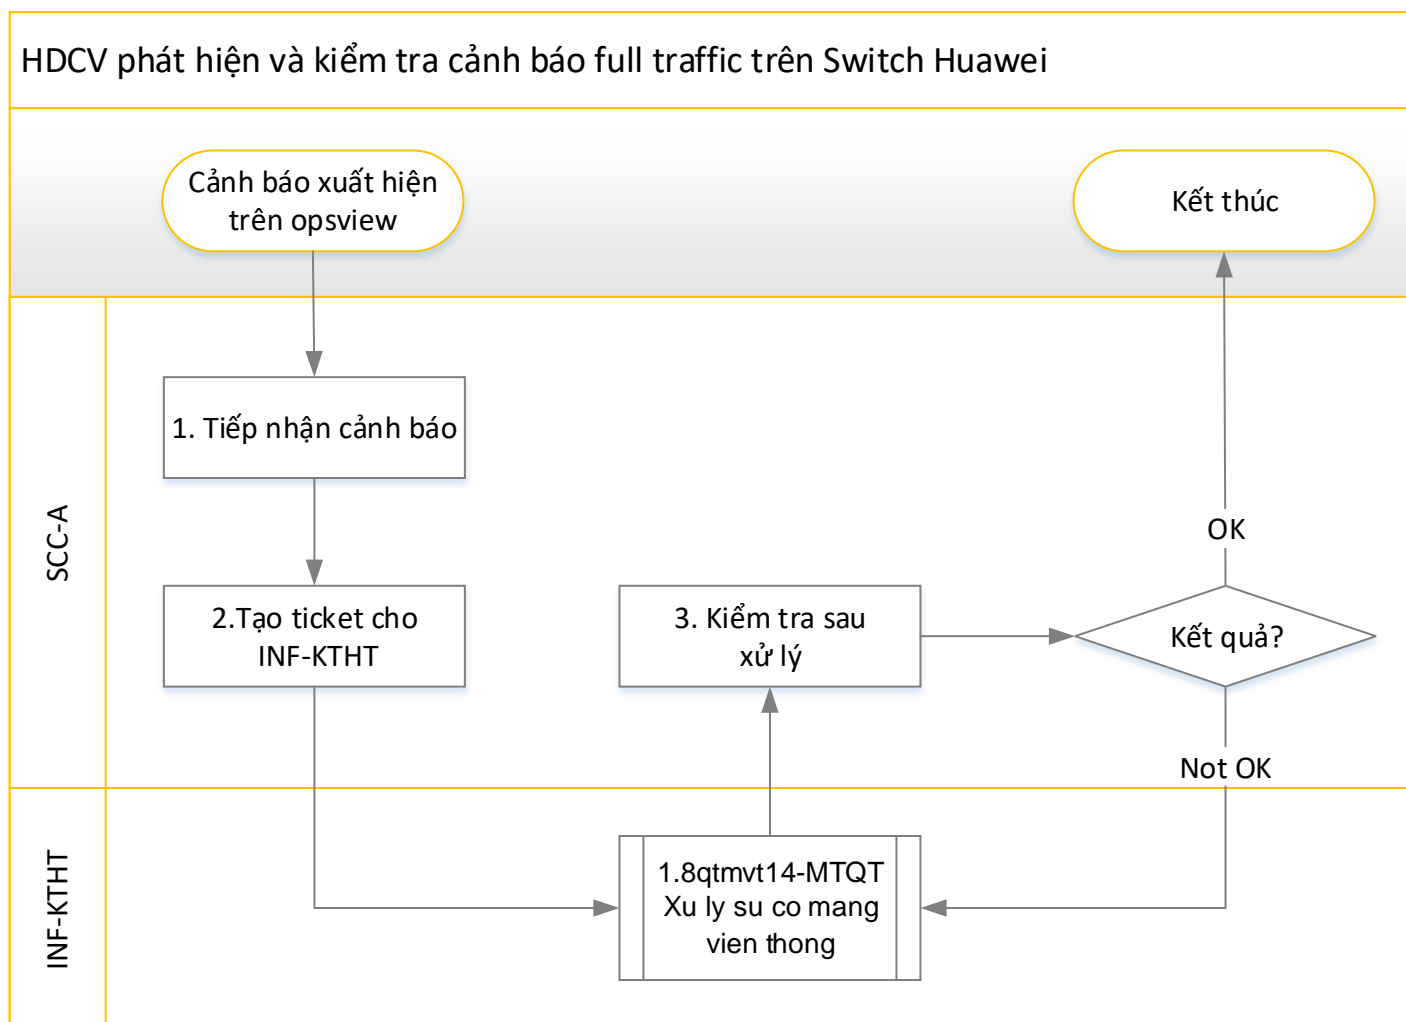 HDCV phát hiện và kiểm tra cảnh báo full traffic trên Switch Huawei
Cảnh báo xuất hiện
trên opsview
Kết thúc
SCC-A
1. Tiếp nhận cảnh báo
2.Tạo ticket cho
INF-KTHT
3. Kiểm tra sau
xử lý
Kết quả?
OK
Not OK
INF-KTHT
1.8qtmvt14-MTQT
Xu ly su co mang
vien thong